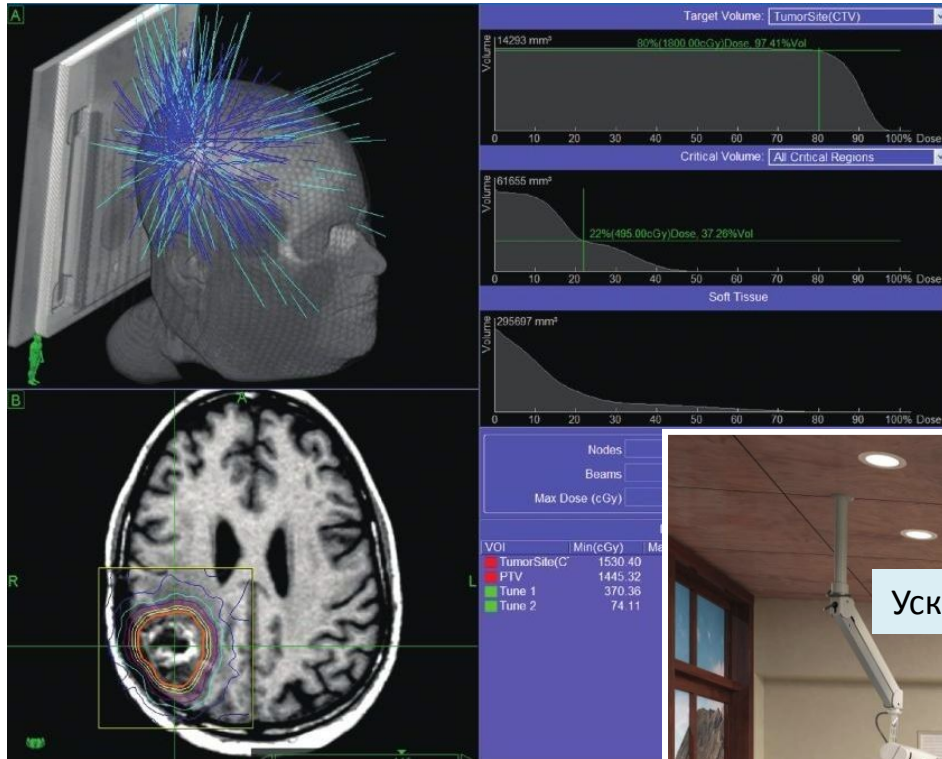 A
Target Volume: TumorSite(CTV)
Volume
14293 mm³
80%(1800.00cGy)Dose, 97.41%Vol
0 10 20 30 40 50 60 70 80 90 100% Dose
Critical Volume: All Critical Regions
Volume
61655 mm³
22%(495.00cGy)Dose, 37.26%Vol
0 10 20 30 40 50 60 70 80 90 100% Dose
Soft Tissue
Volume
295697 mm³
0 10 20 30 40 50 60 70 80 90 100% Dose
B
A
R
L
Nodes
Beams
Max Dose (cGy)
VOI Min(cGy) Ma
TumorSite(C 1530.40
PTV 1445.32
Tune 1 370.36
Tune 2 74.11
Уск